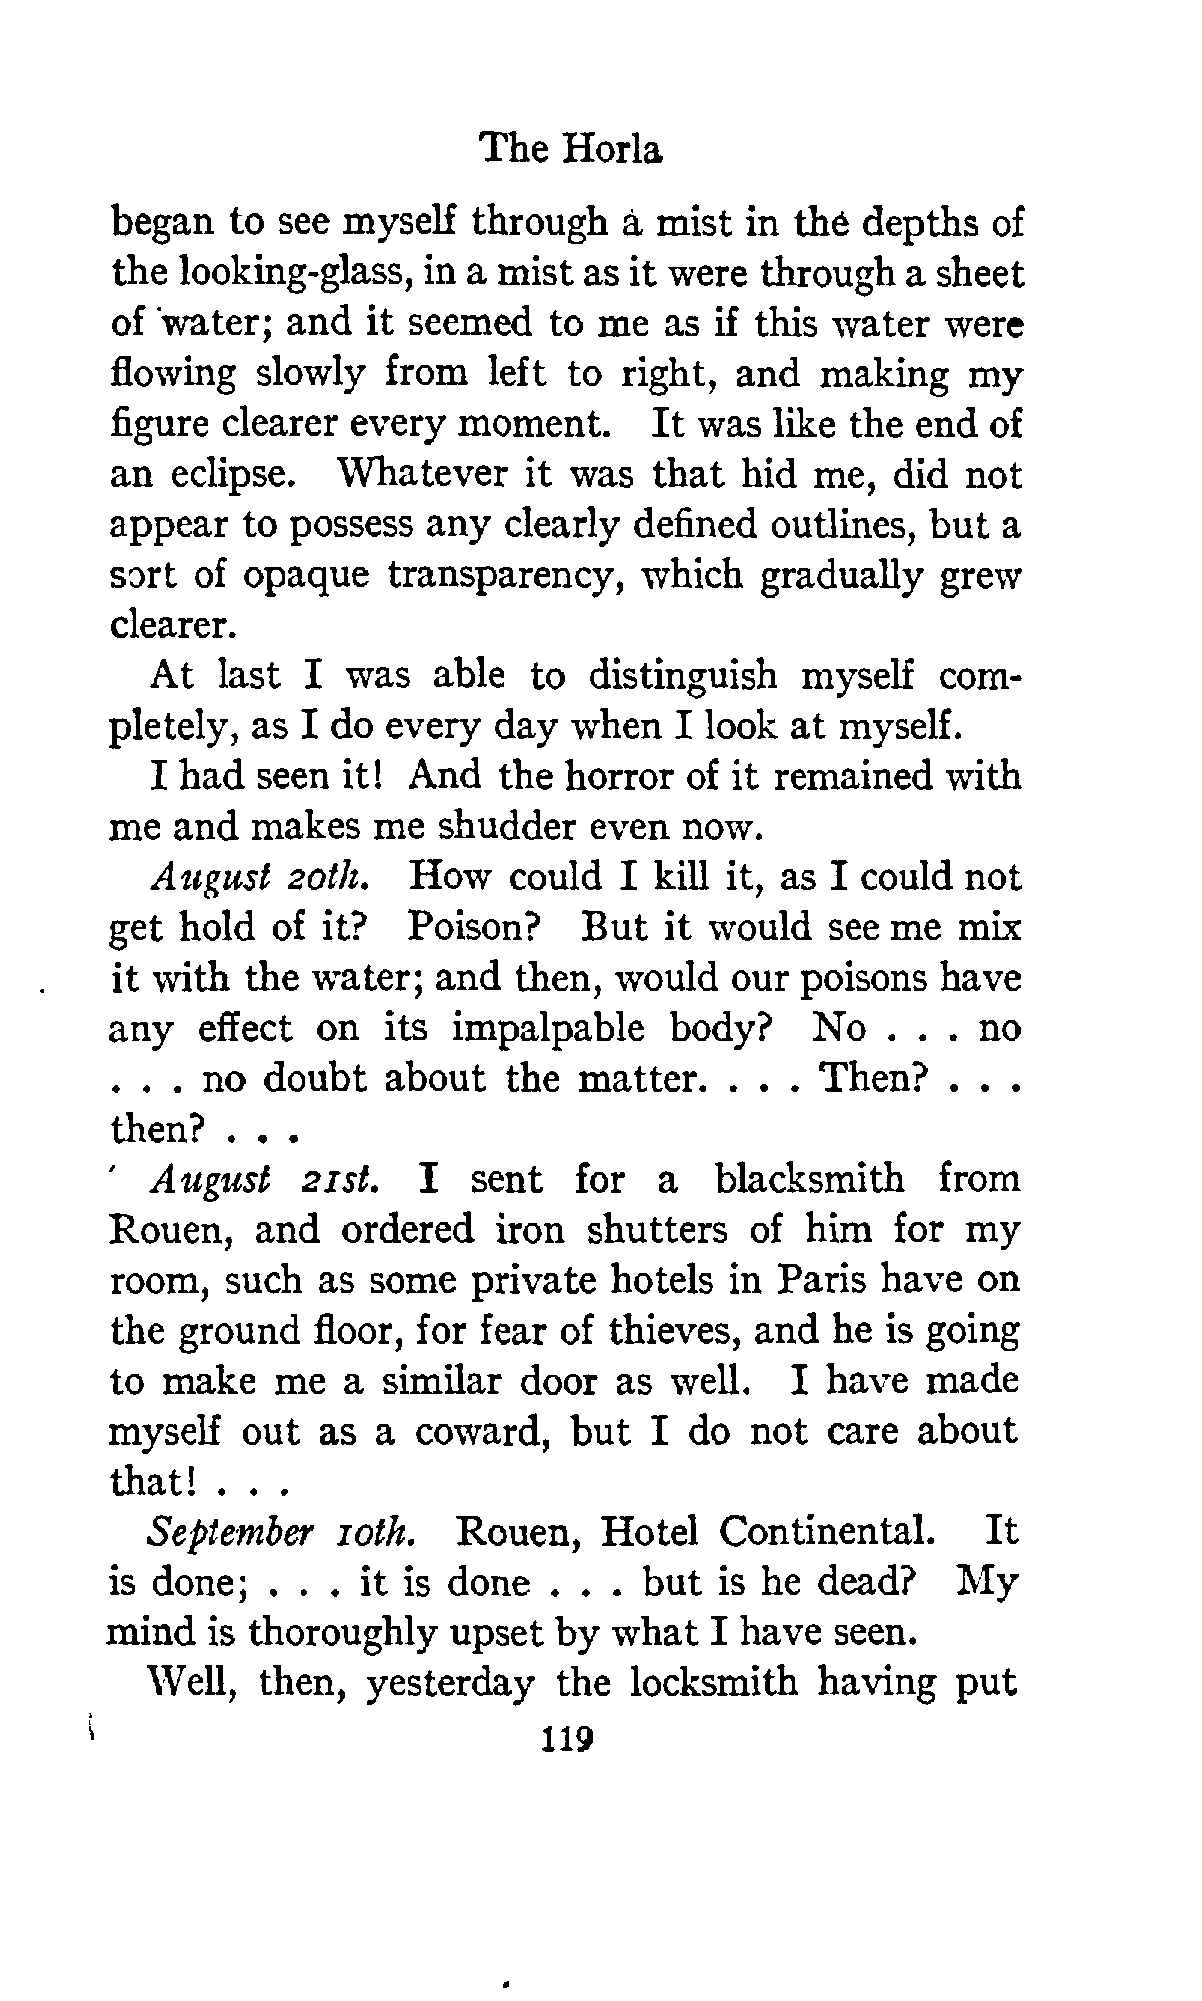 The Horla
began to see myself through a mist in the depths of
the looking-glass, in a mist as it were through a sheet
of water; and it seemed to me as if this water were
flowing slowly from left to right, and making my
figure clearer every moment. It was like the end of
an eclipse. Whatever it was that hid me, did not
appear to possess any clearly defined outlines, but a
sort of opaque transparency, which gradually grew
clearer.
At last I was able to distinguish myself com-
pletely, as I do every day when I look at myself.
I had seen it! And the horror of it remained with
me and makes me shudder even now.
August 20th. How could I kill it, as I could not
get hold of it? Poison? But it would see me mix
it with the water; and then, would our poisons have
any effect on its impalpable body? No . . . no
. . . no doubt about the matter. . . . Then? . . .
then? . . .
August 21st. I sent for a blacksmith from
Rouen, and ordered iron shutters of him for my
room, such as some private hotels in Paris have on
the ground floor, for fear of thieves, and he is going
to make me a similar door as well. I have made
myself out as a coward, but I do not care about
that! . . .
September 10th. Rouen, Hotel Continental. It
is done; . . . it is done . . . but is he dead? My
mind is thoroughly upset by what I have seen.
Well, then, yesterday the locksmith having put
119